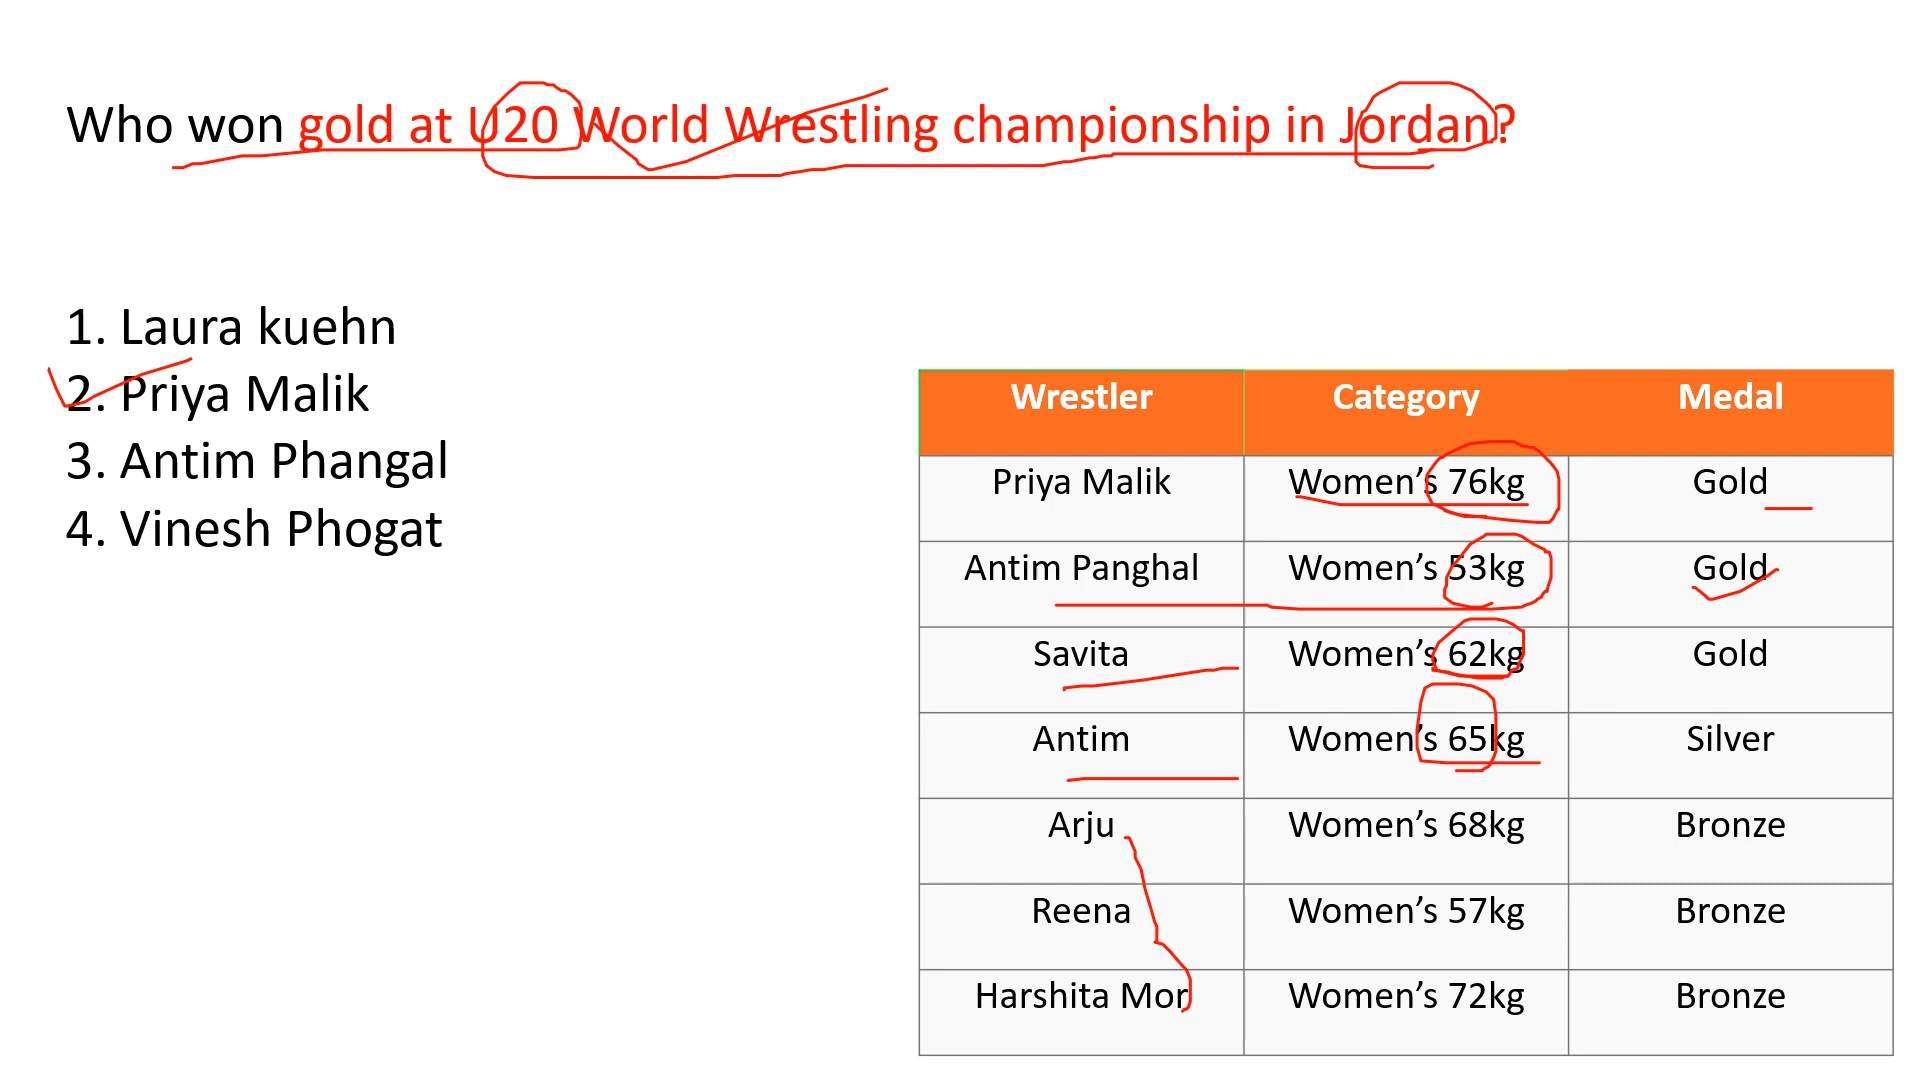 Who won gold at U20 World Wrestling championship in Jordan?
1. Laura kuehn
2. Priya Malik
3. Antim Phangal
4. Vinesh Phogat
Wrestler Category Medal
Priya Malik Women's 76kg Gold
Antim Panghal Women's 53kg Gold
Savita Women's 62kg Gold
Antim Women's 65kg Silver
Arju Women's 68kg Bronze
Reena Women's 57kg Bronze
Harshita Mor Women's 72kg Bronze